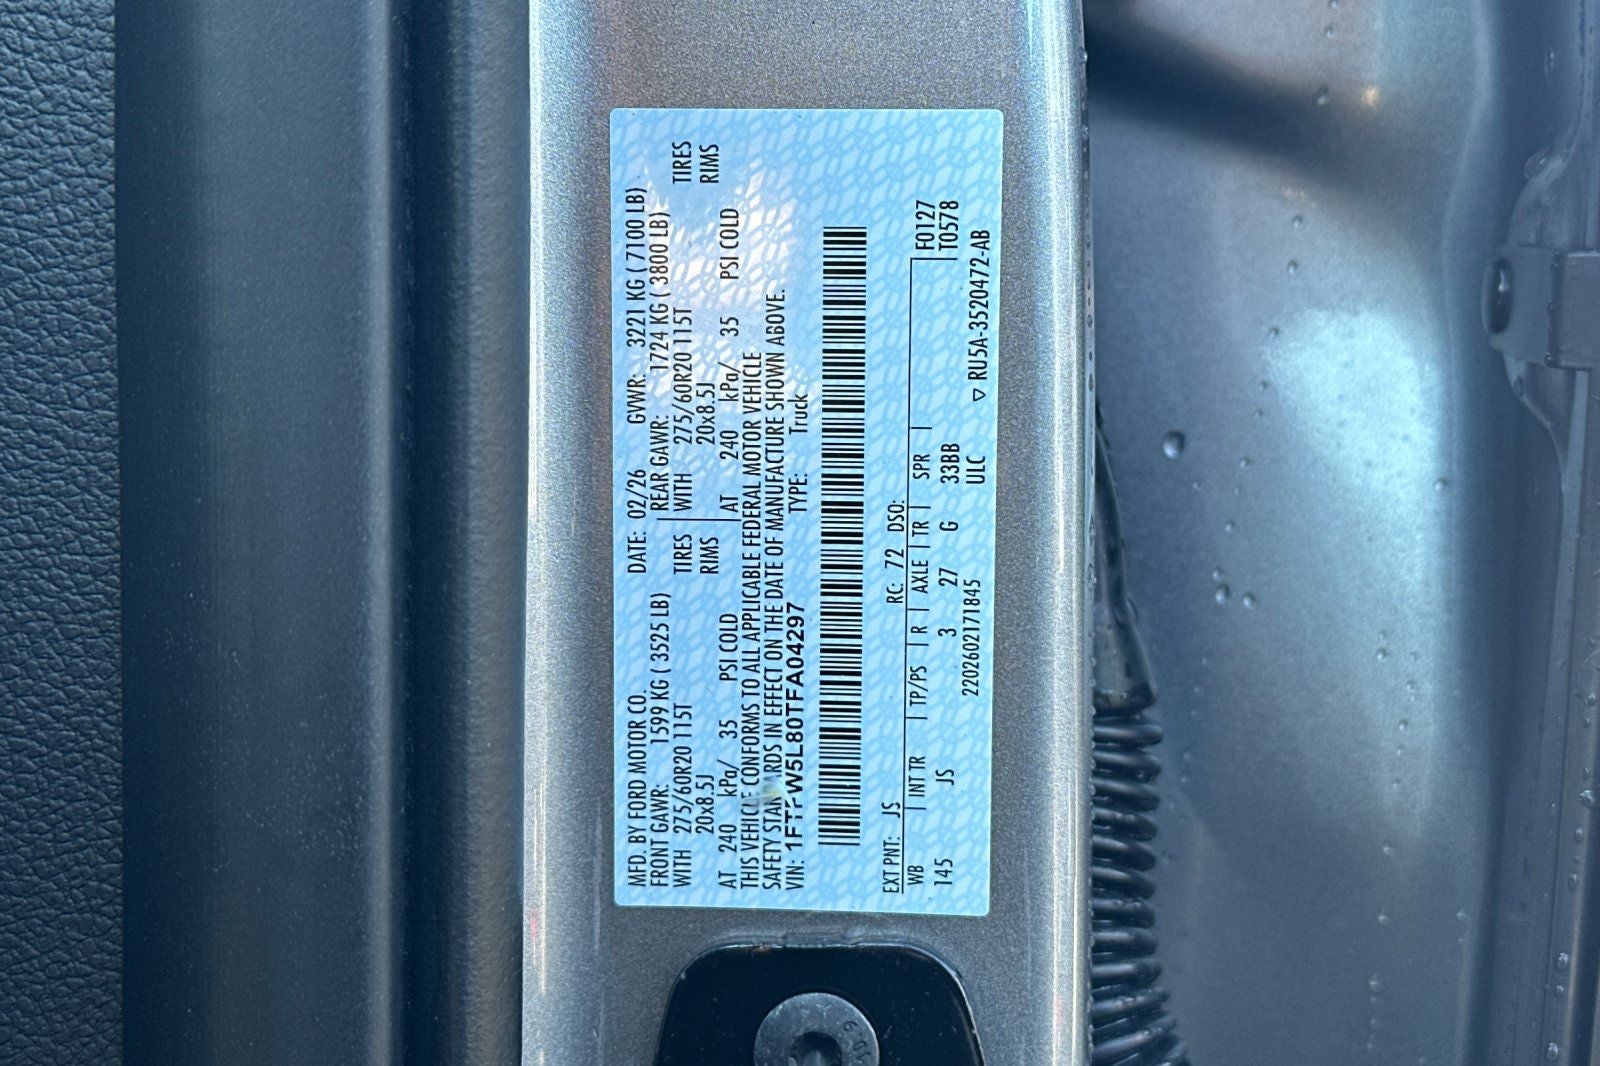 MFD. BY FORD MOTOR CO. DATE: 02/26 GVWR: 3221 KG ( 7100 LB)
FRONT GAWR: 1599 KG ( 3525 LB) REAR GAWR: 1724 KG ( 3800 LB)
WITH 275/60R20 115T TIRES WITH 275/60R20 115T TIRES
20x8.5J RIMS 20x8.5J RIMS
AT 240 kPa/ 35 PSI COLD AT 240 kPa/ 35 PSI COLD
THIS VEHICLE CONFORMS TO ALL APPLICABLE FEDERAL MOTOR VEHICLE
SAFETY STANDARDS IN EFFECT ON THE DATE OF MANUFACTURE SHOWN ABOVE.
VIN: 1FTFW5L80TFA04297 TYPE: Truck
EXT PNT: JS RC: 72 DSO:
WB INT TR TP/PS R AXLE TR SPR F0127
145 JS 3 27 G 33BB T0578
2202602171845 ULC ▽ RU5A-3520472-AB